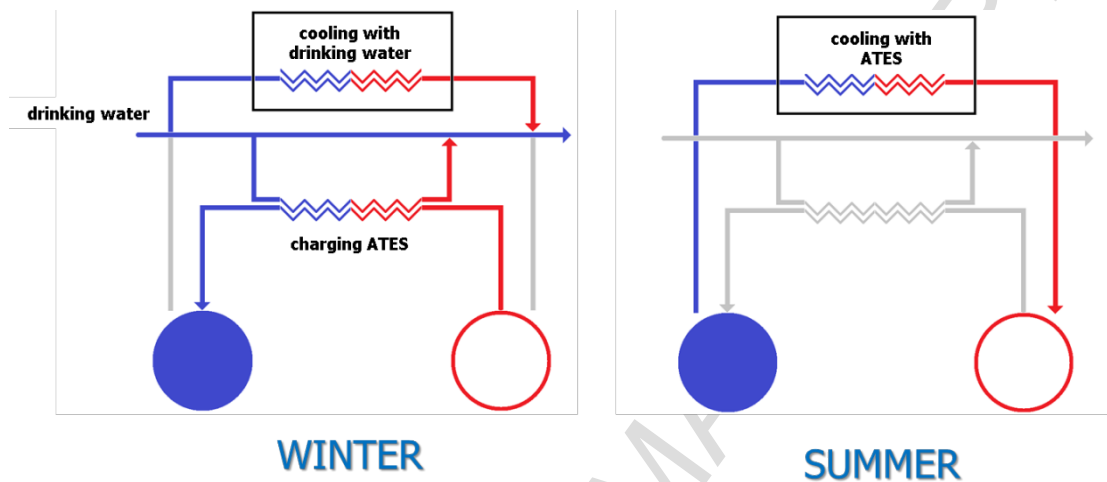 cooling with
drinking water
drinking water
charging ATES
WINTER
cooling with
ATES
SUMMER